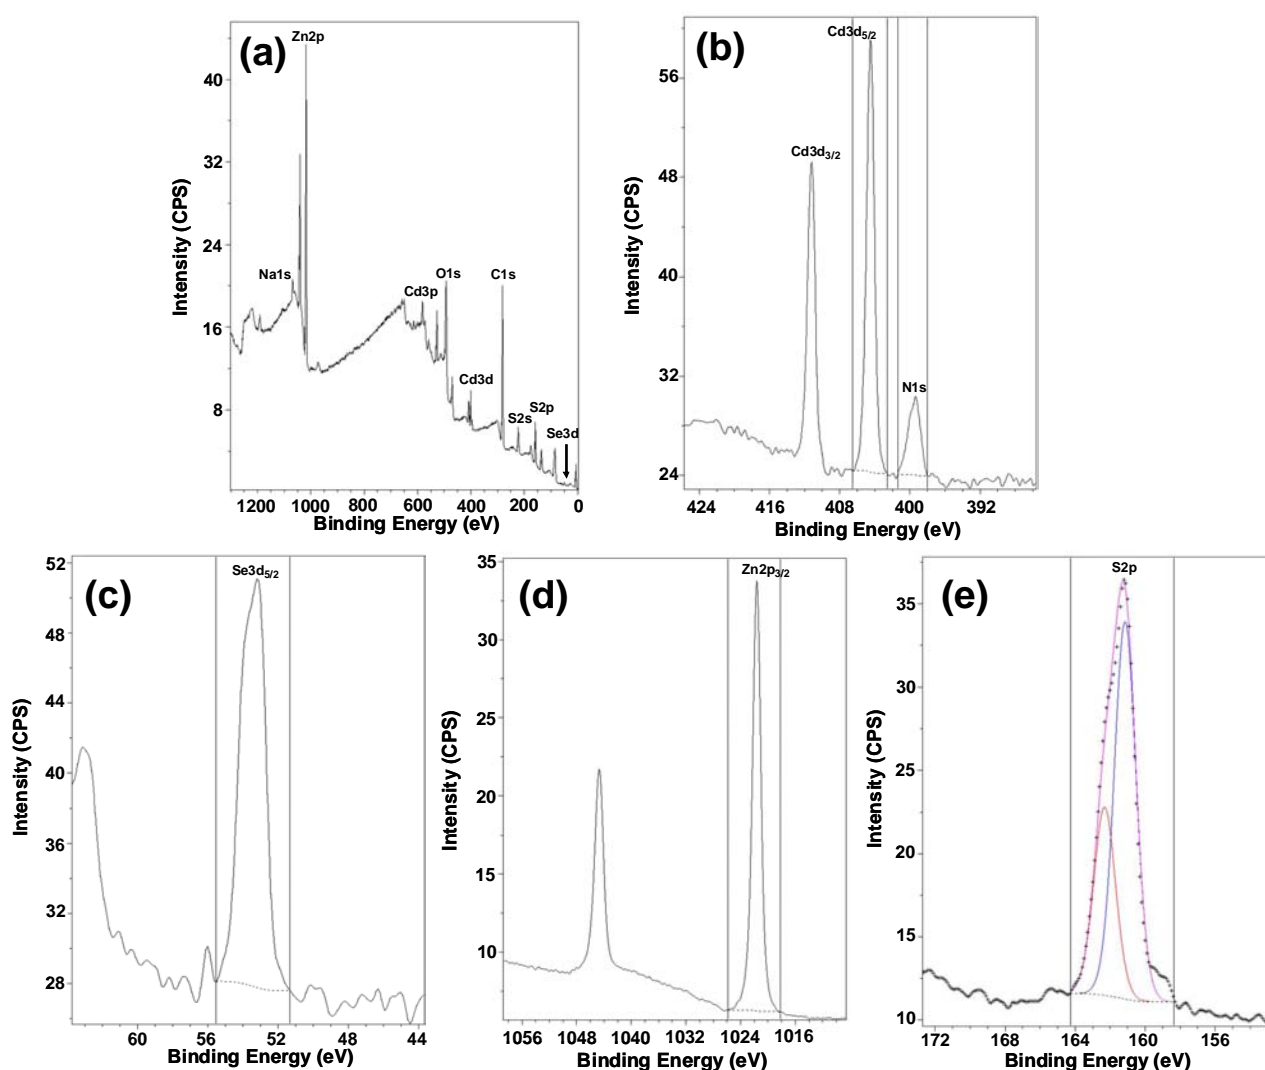 (a)
Zn2p
Na1s
Cd3p
O1s
C1s
Cd3d
S2s
S2p
Se3d
40
32
24
16
8
1200 1000 800 600 400 200 0
Intensity (CPS)
Binding Energy (eV)
(b)
Cd3d5/2
Cd3d3/2
N1s
56
48
40
32
24
424 416 408 400 392
Intensity (CPS)
Binding Energy (eV)
(c)
Se3d5/2
52
48
44
40
36
32
28
60 56 52 48 44
Intensity (CPS)
Binding Energy (eV)
(d)
Zn2p3/2
35
30
25
20
15
10
1056 1048 1040 1032 1024 1016
Intensity (CPS)
Binding Energy (eV)
(e)
S2p
35
30
25
20
15
10
172 168 164 160 156
Intensity (CPS)
Binding Energy (eV)